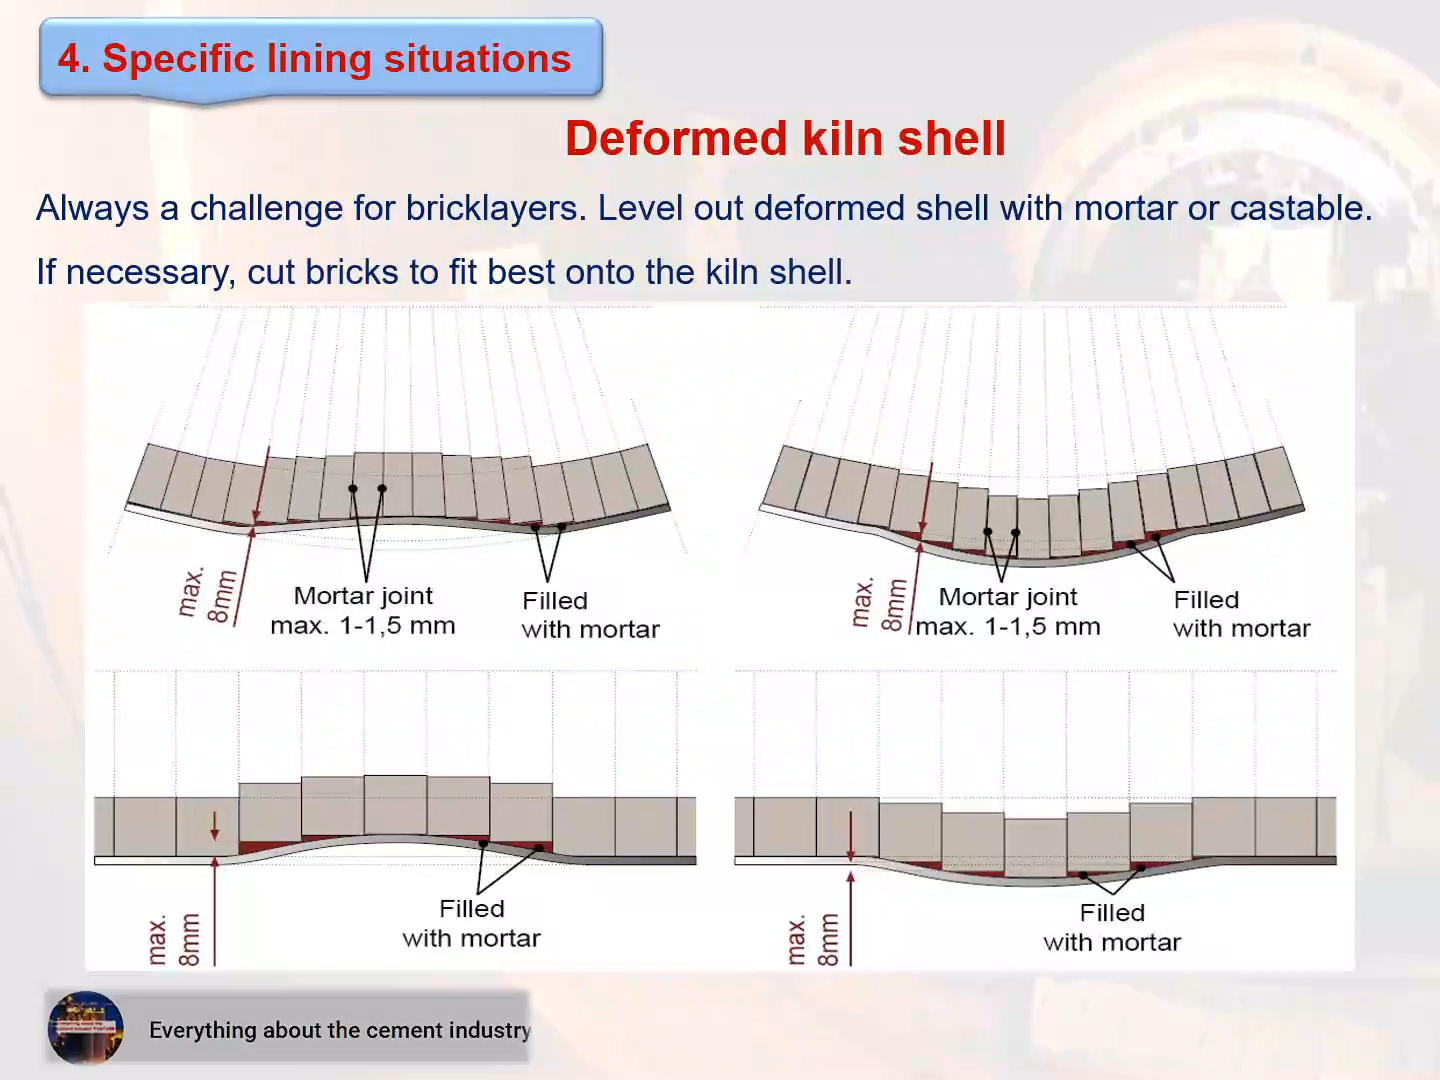 4. Specific lining situations
Deformed kiln shell
Always a challenge for bricklayers. Level out deformed shell with mortar or castable.
If necessary, cut bricks to fit best onto the kiln shell.
max.
8mm
Mortar joint
max. 1-1,5 mm
Filled
with mortar
max.
8mm
Mortar joint
max. 1-1,5 mm
Filled
with mortar
max.
8mm
Filled
with mortar
max.
8mm
Filled
with mortar
Everything about the cement industry